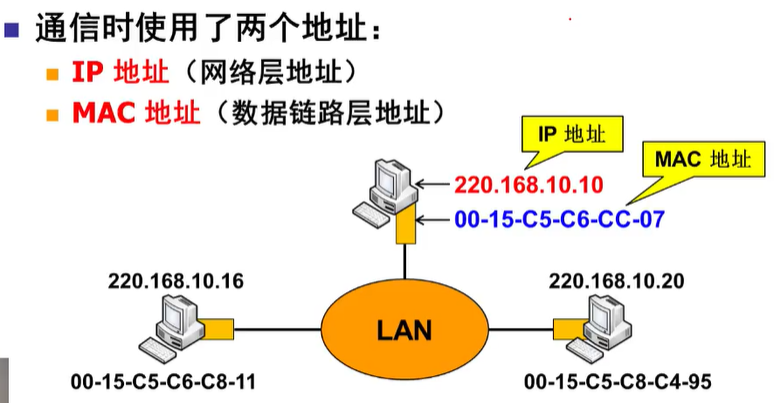 通信时使用了两个地址：
IP 地址（网络层地址）
MAC 地址（数据链路层地址）
IP 地址
MAC 地址
220.168.10.10
00-15-C5-C6-CC-07
220.168.10.16
220.168.10.20
LAN
00-15-C5-C6-C8-11
00-15-C5-C8-C4-95